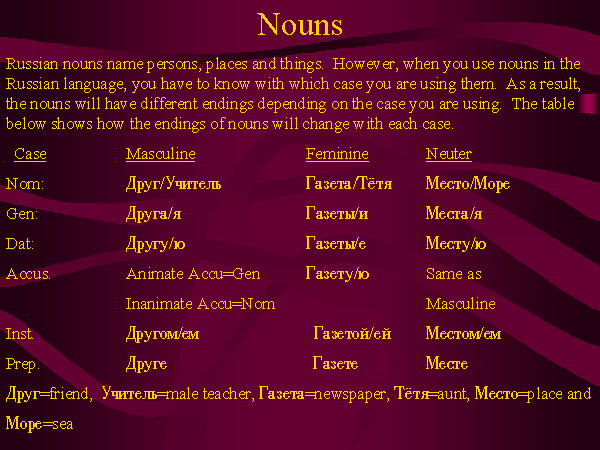 Nouns
Russian nouns name persons, places and things.  However, when you use nouns in the
Russian language, you have to know with which case you are using them.  As a result,
the nouns will have different endings depending on the case you are using.  The table
below shows how the endings of nouns will change with each case.
Case Masculine Feminine Neuter
Nom: Друг/Учитель Газета/Тётя Место/Море
Gen: Друга/я Газеты/и Места/я
Dat: Другу/ю Газеты/е Месту/ю
Accus. Animate Accu=Gen Газету/ю Same as
Inanimate Accu=Nom Masculine
Inst. Другом/ем Газетой/ей Местом/ем
Prep. Друге Газете Месте
Друг=friend,  Учитель=male teacher, Газета=newspaper, Тётя=aunt, Место=place and
Море=sea